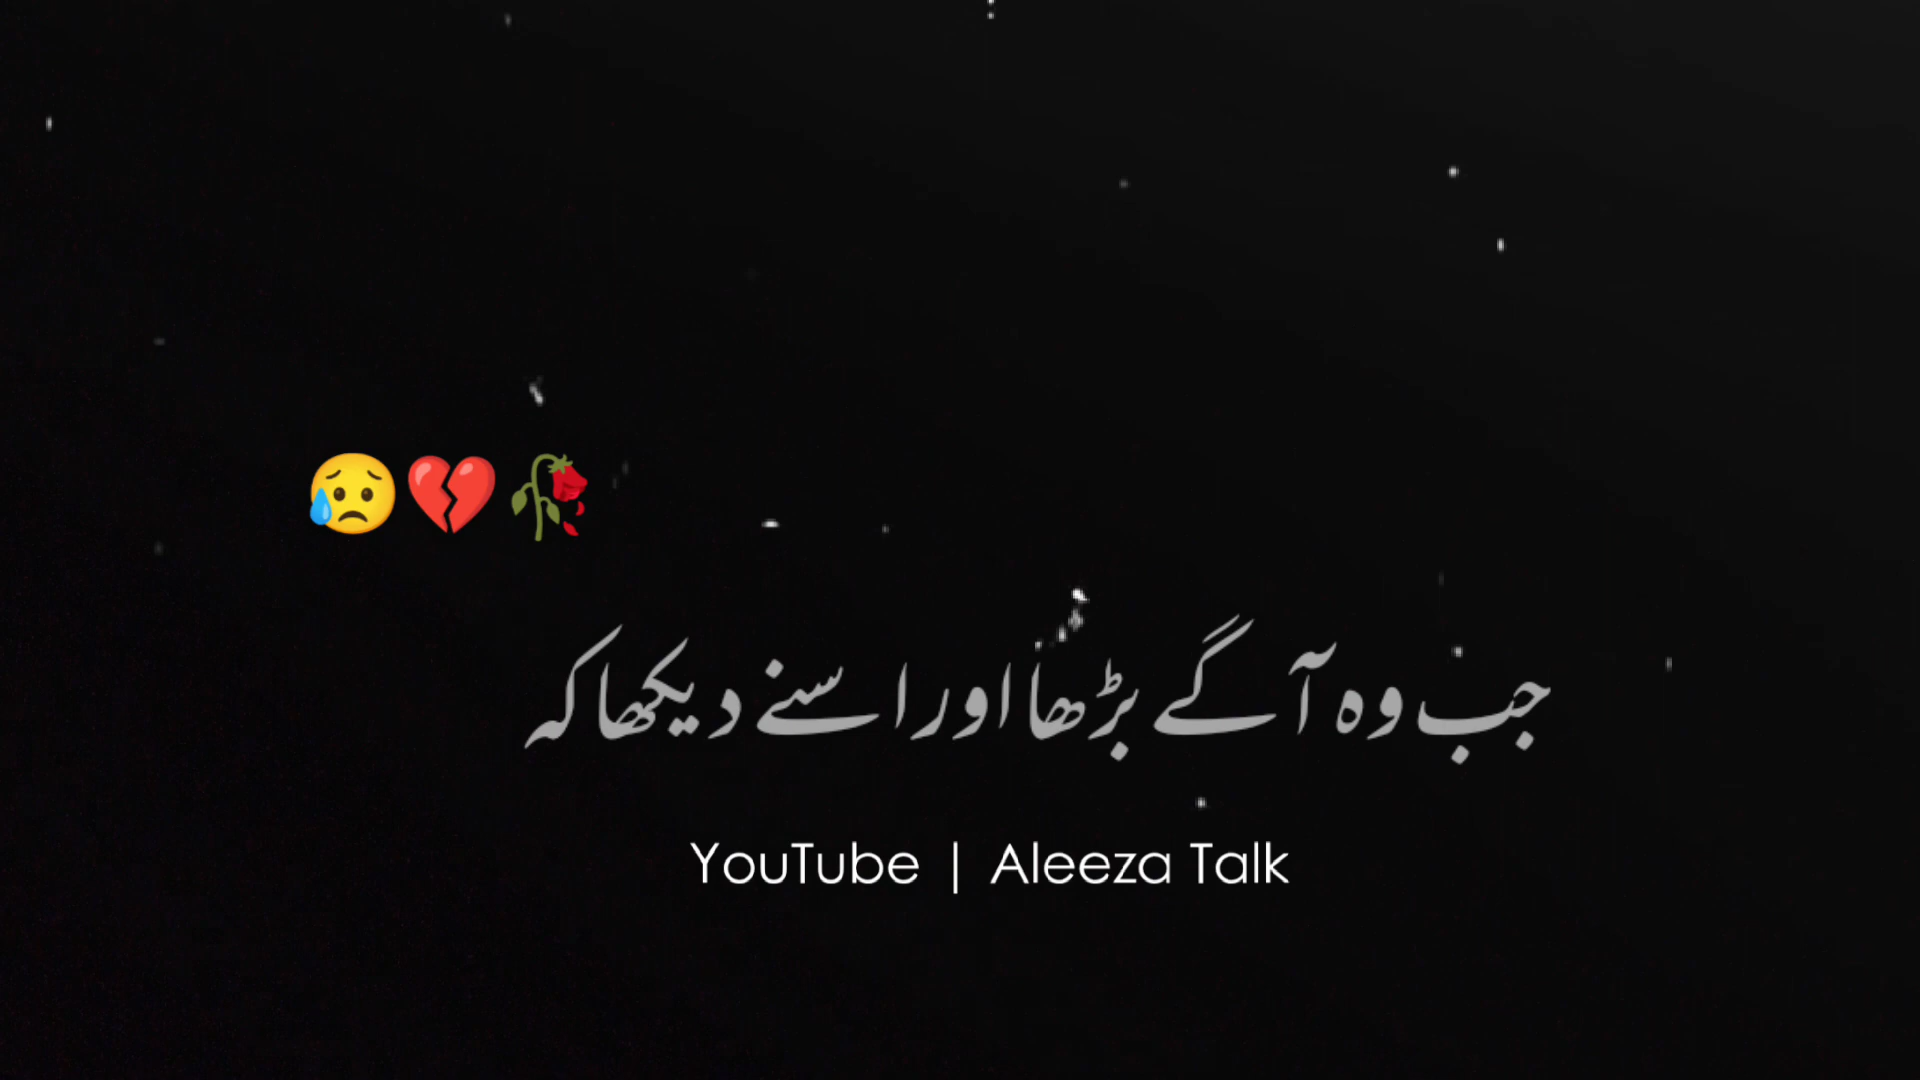 😥💔🥀
جب وہ آگے بڑھا اور اسنے دیکھا کہ
YouTube | Aleeza Talk